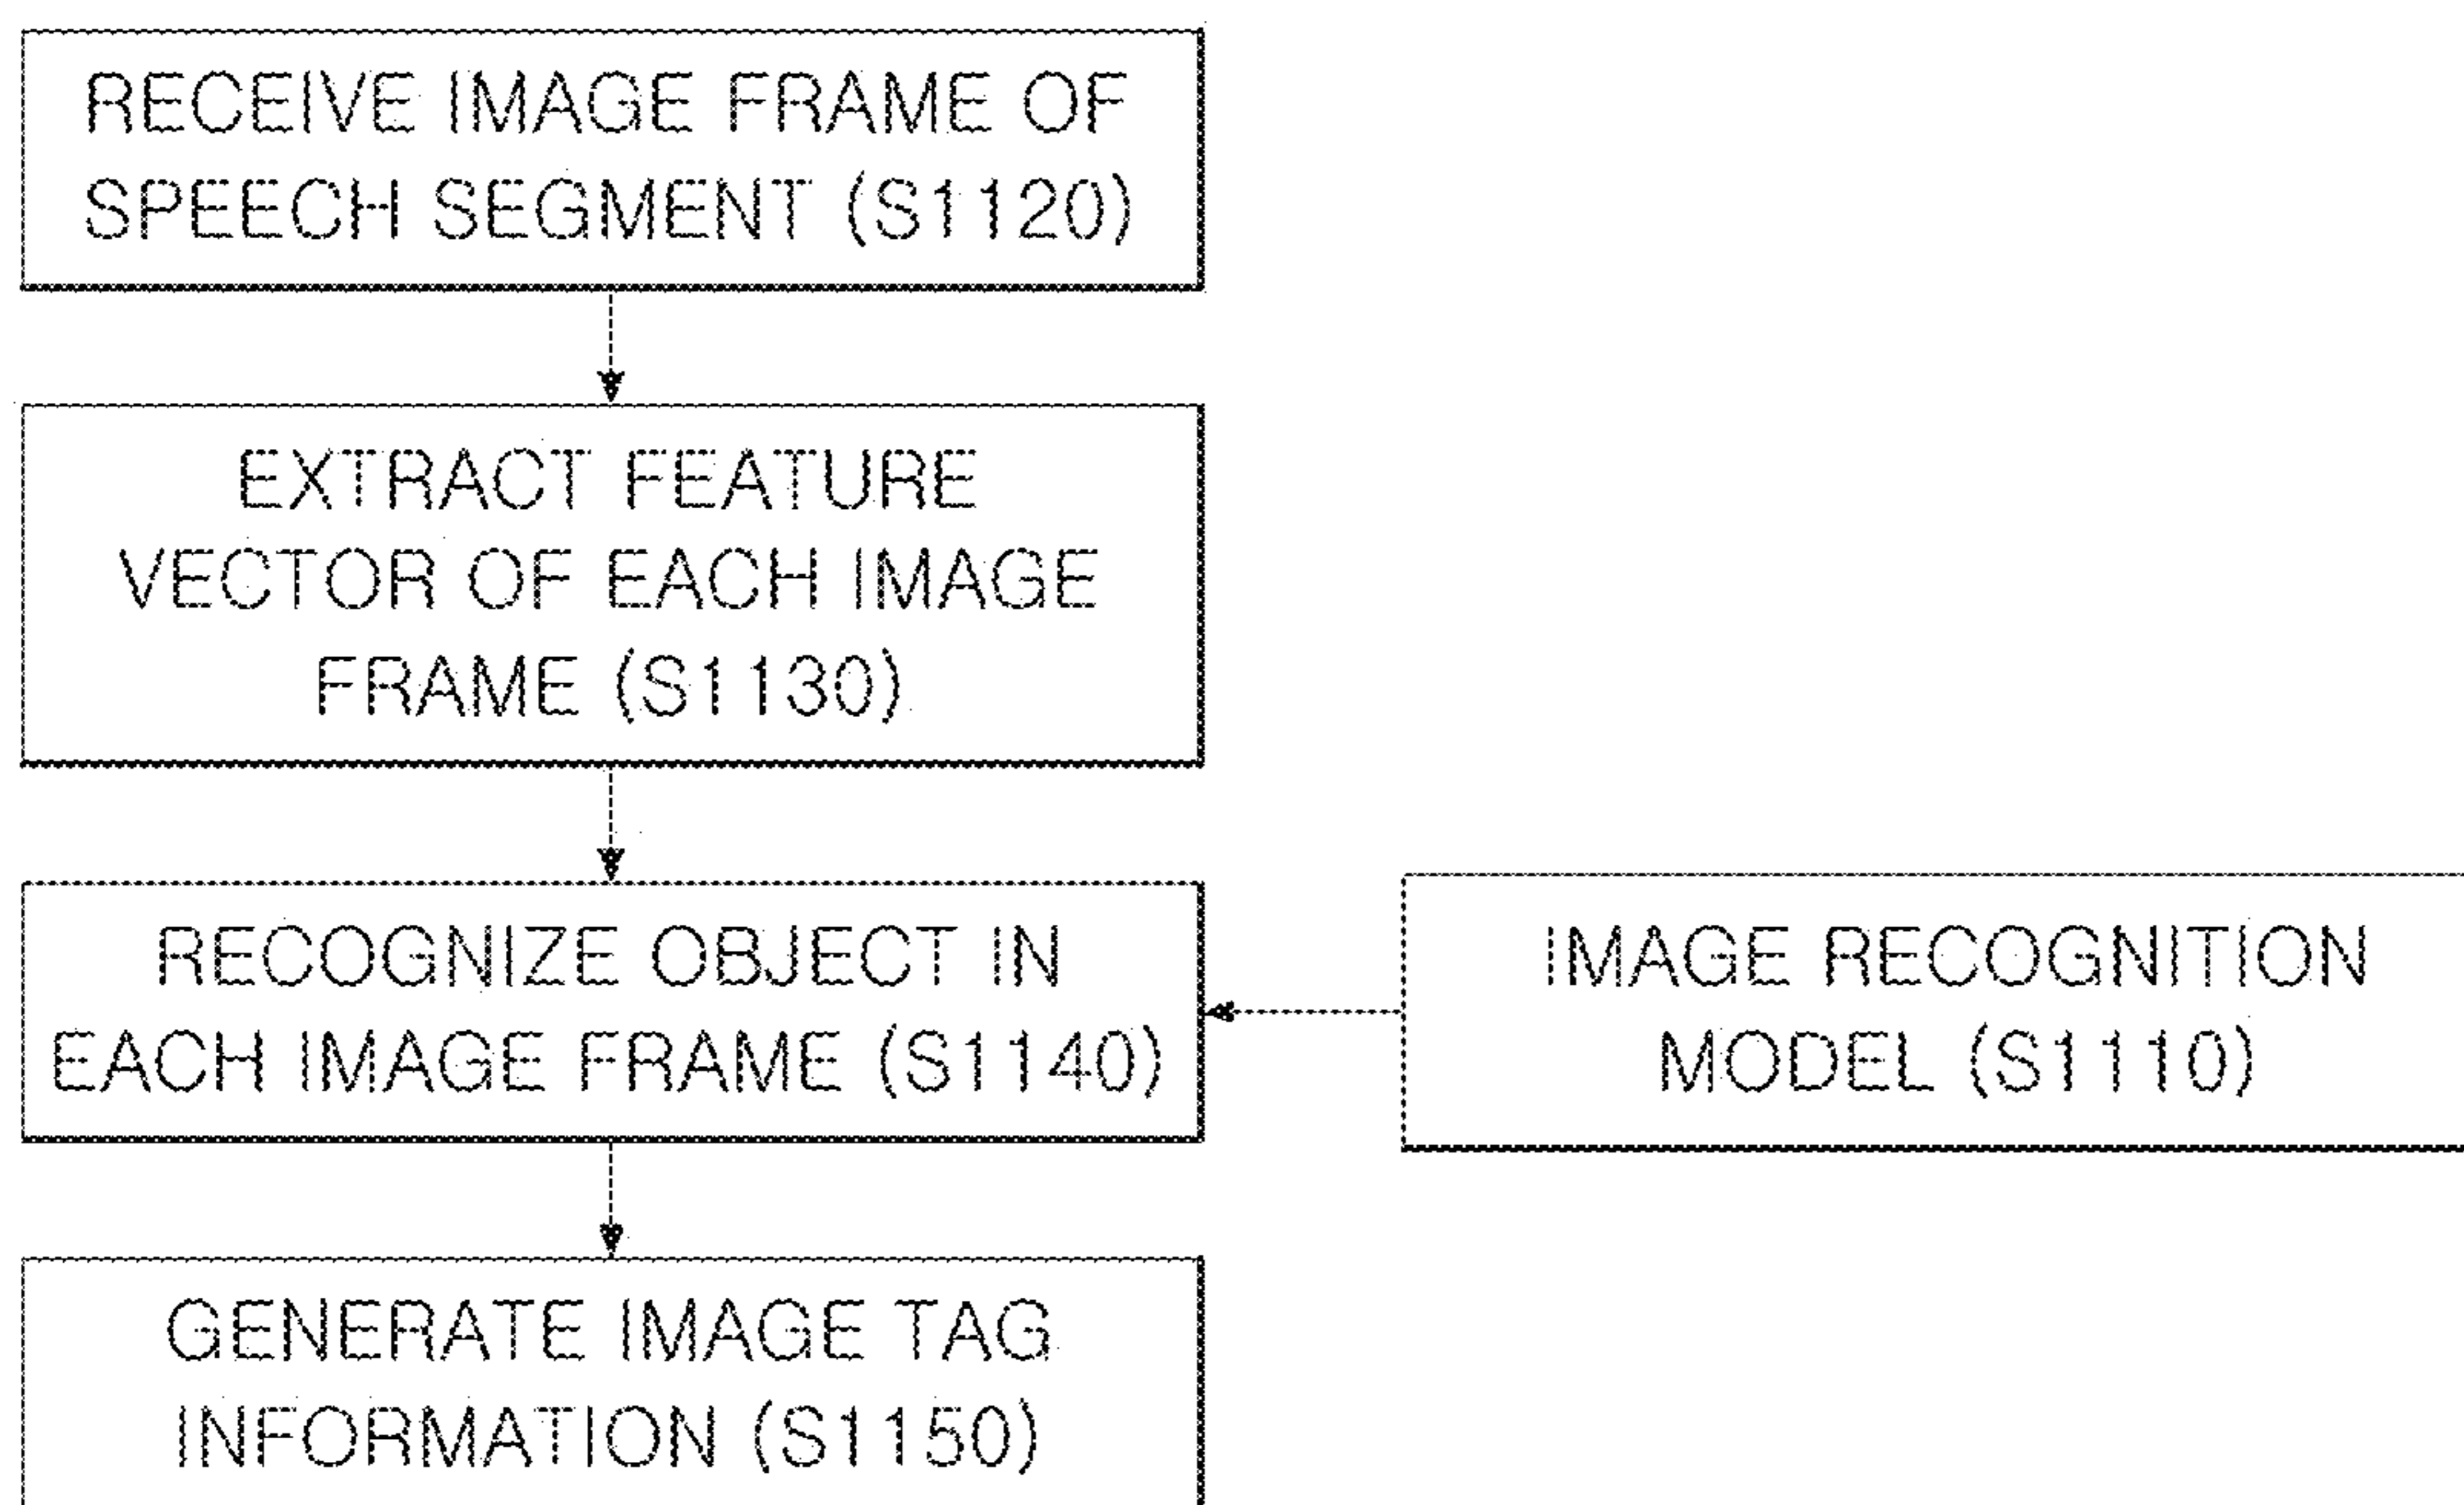 RECEIVE IMAGE FRAME OF
SPEECH SEGMENT (S1120)
EXTRACT FEATURE
VECTOR OF EACH IMAGE
FRAME (S1130)
RECOGNIZE OBJECT IN
EACH IMAGE FRAME (S1140)
IMAGE RECOGNITION
MODEL (S1110)
GENERATE IMAGE TAG
INFORMATION (S1150)